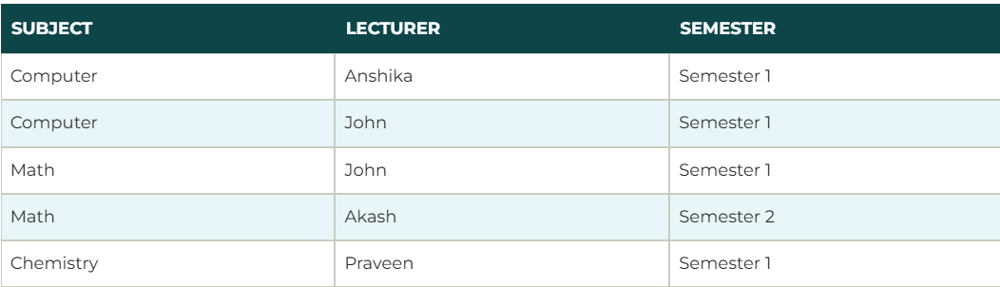 SUBJECT LECTURER SEMESTER
Computer Anshika Semester 1
Computer John Semester 1
Math John Semester 1
Math Akash Semester 2
Chemistry Praveen Semester 1